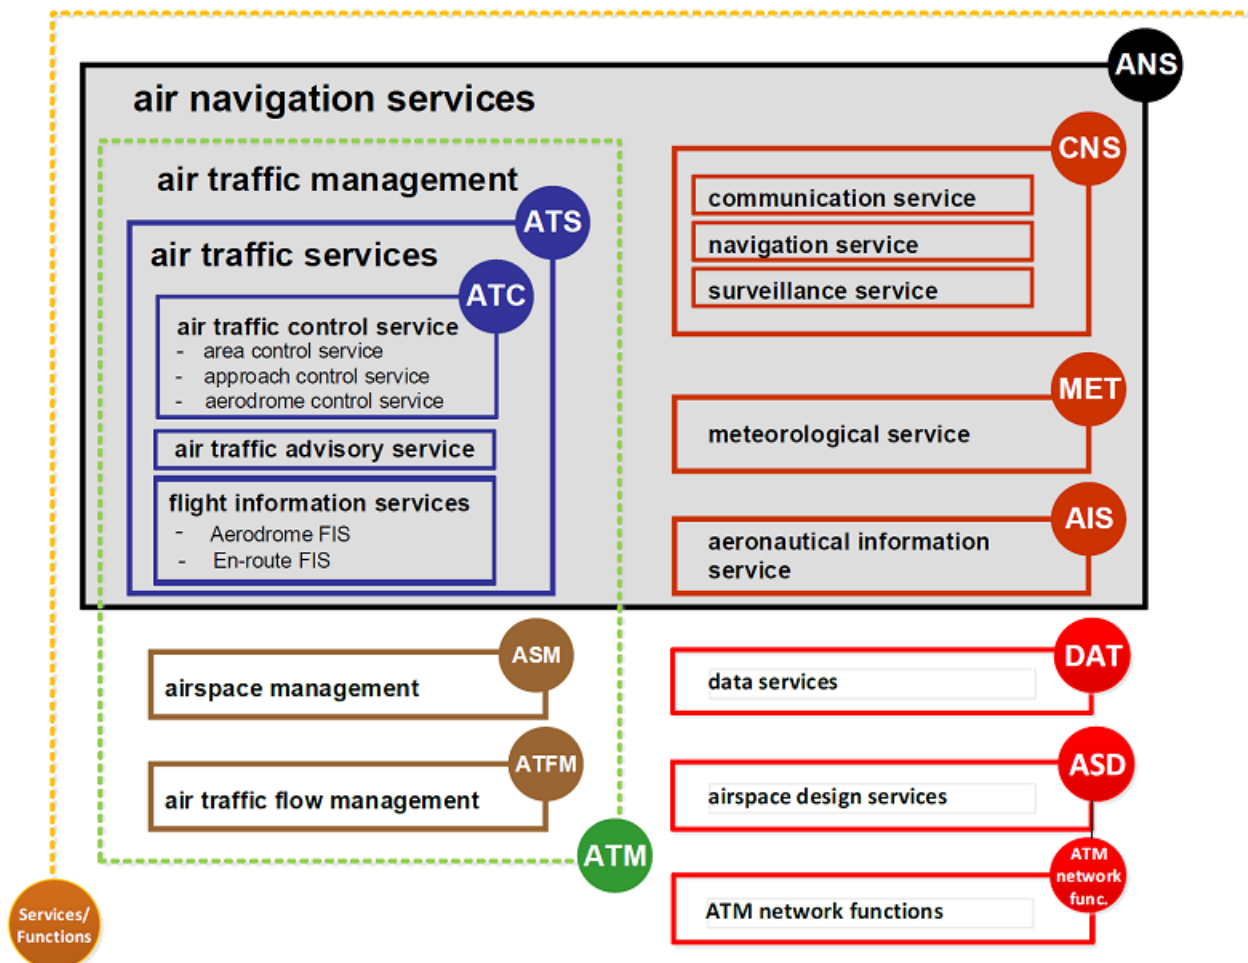 ANS
air navigation services
air traffic management
ATS
air traffic services
ATC
air traffic control service
- area control service
- approach control service
- aerodrome control service
air traffic advisory service
flight information services
- Aerodrome FIS
- En-route FIS
CNS
communication service
navigation service
surveillance service
MET
meteorological service
AIS
aeronautical information
service
ASM
airspace management
ATFM
air traffic flow management
ATM
DAT
data services
ASD
airspace design services
ATM
network
func.
ATM network functions
Services/
Functions